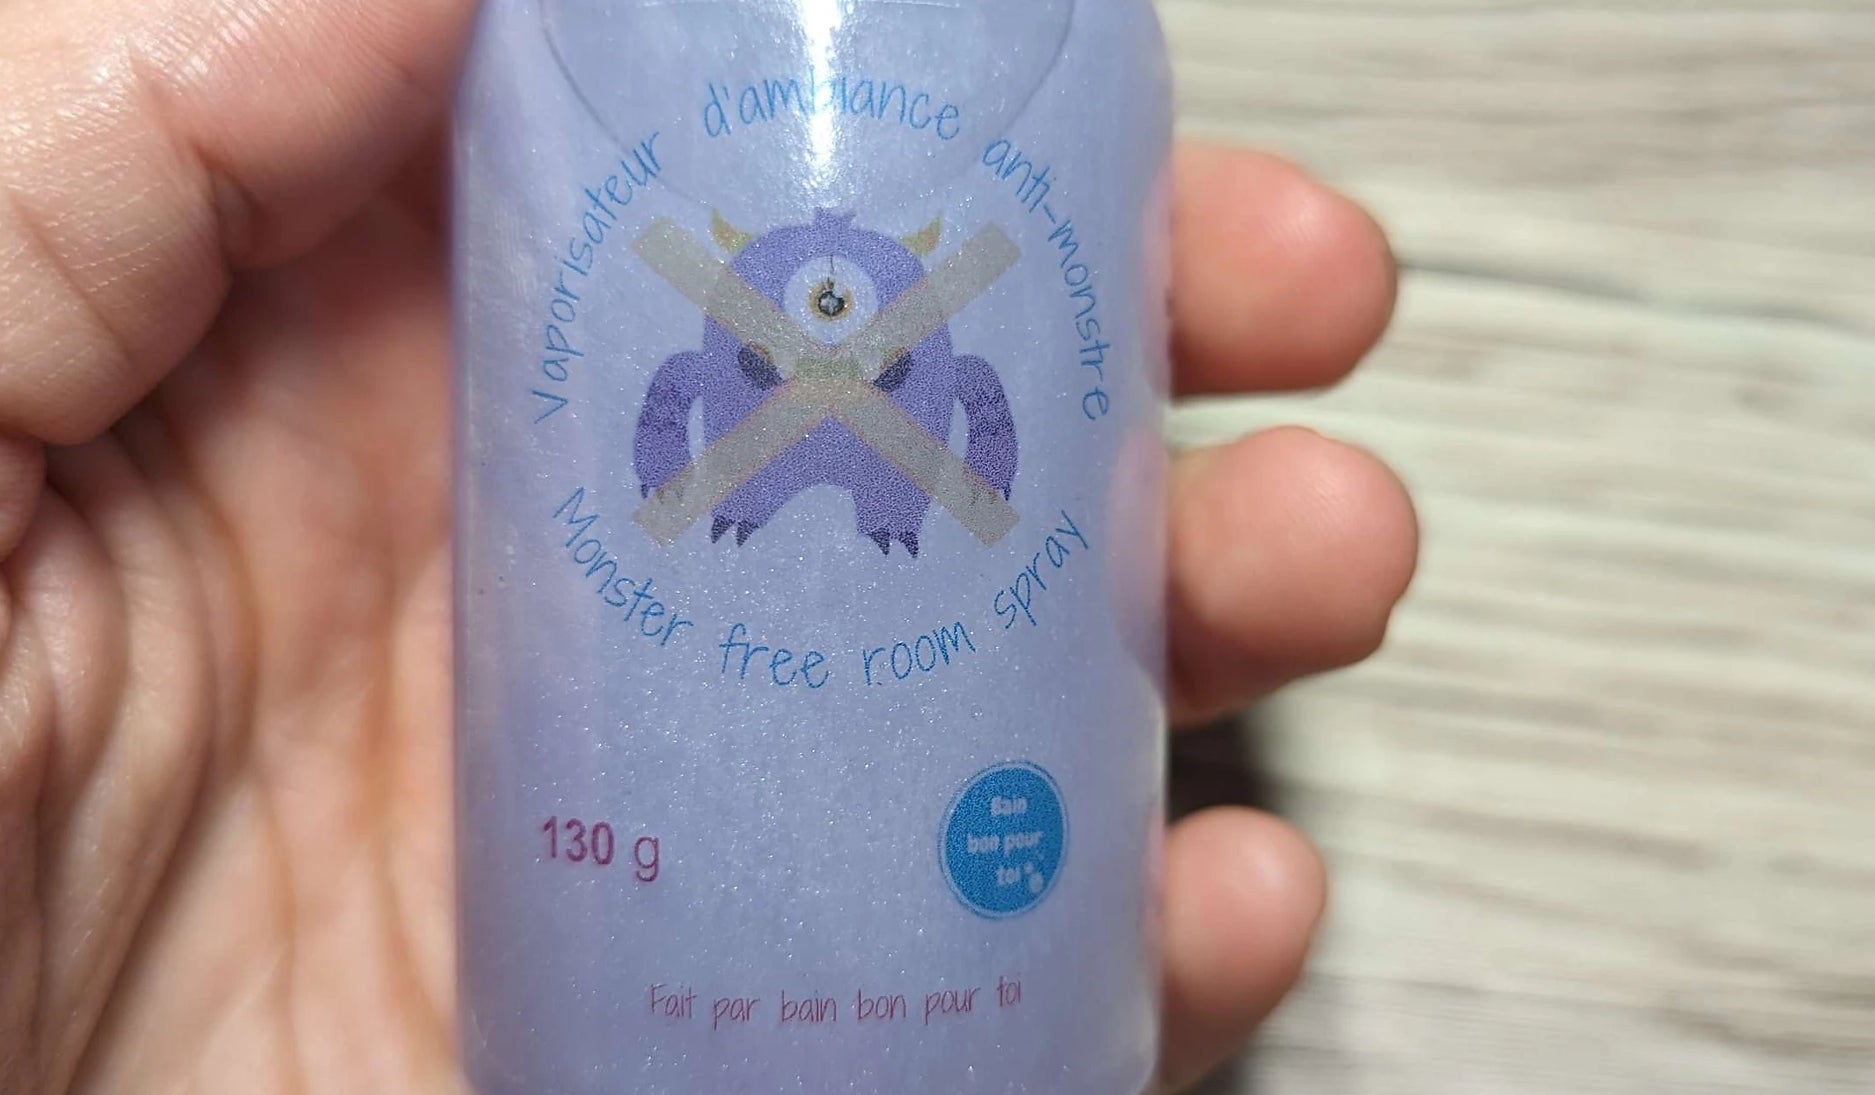 Vaporisateur d'ambiance anti-monstre
Monster free room spray
130 g
Bain
bon pour
toi
Fait par bain bon pour toi